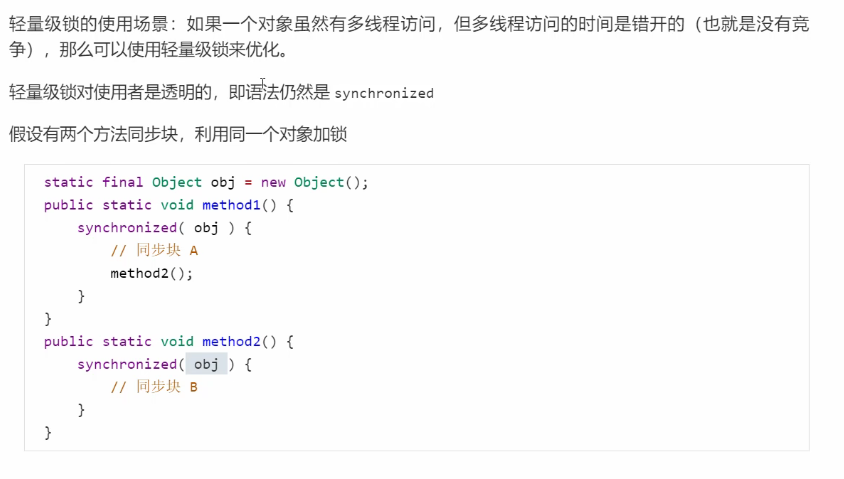 轻量级锁的使用场景：如果一个对象虽然有多线程访问，但多线程访问的时间是错开的（也就是没有竞
争），那么可以使用轻量级锁来优化。
轻量级锁对使用者是透明的，即语法仍然是 synchronized
假设有两个方法同步块，利用同一个对象加锁
static final Object obj = new Object();
public static void method1() {
    synchronized( obj ) {
        // 同步块 A
        method2();
    }
}
public static void method2() {
    synchronized( obj ) {
        // 同步块 B
    }
}